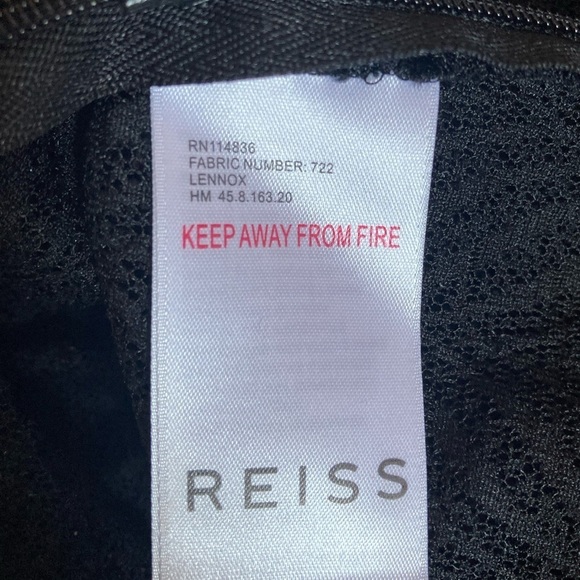 RN114836
FABRIC NUMBER: 722
LENNOX
HM 45.8.163.20
KEEP AWAY FROM FIRE
REISS